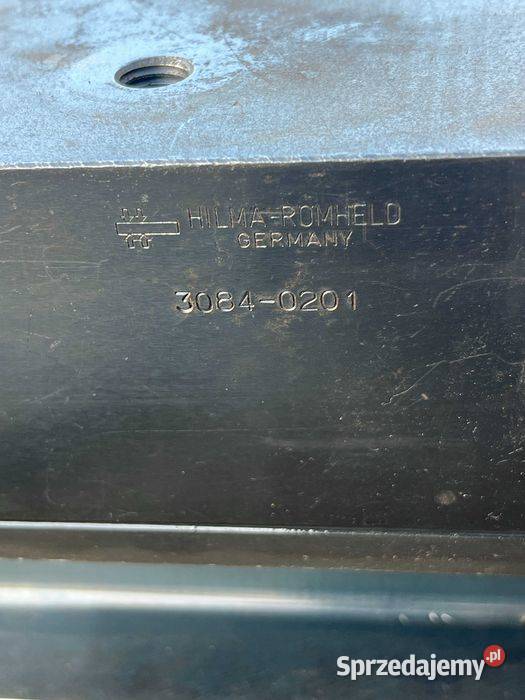 HILMA-ROMHELD
GERMANY
3084-0201
Sprzedajemy.pl